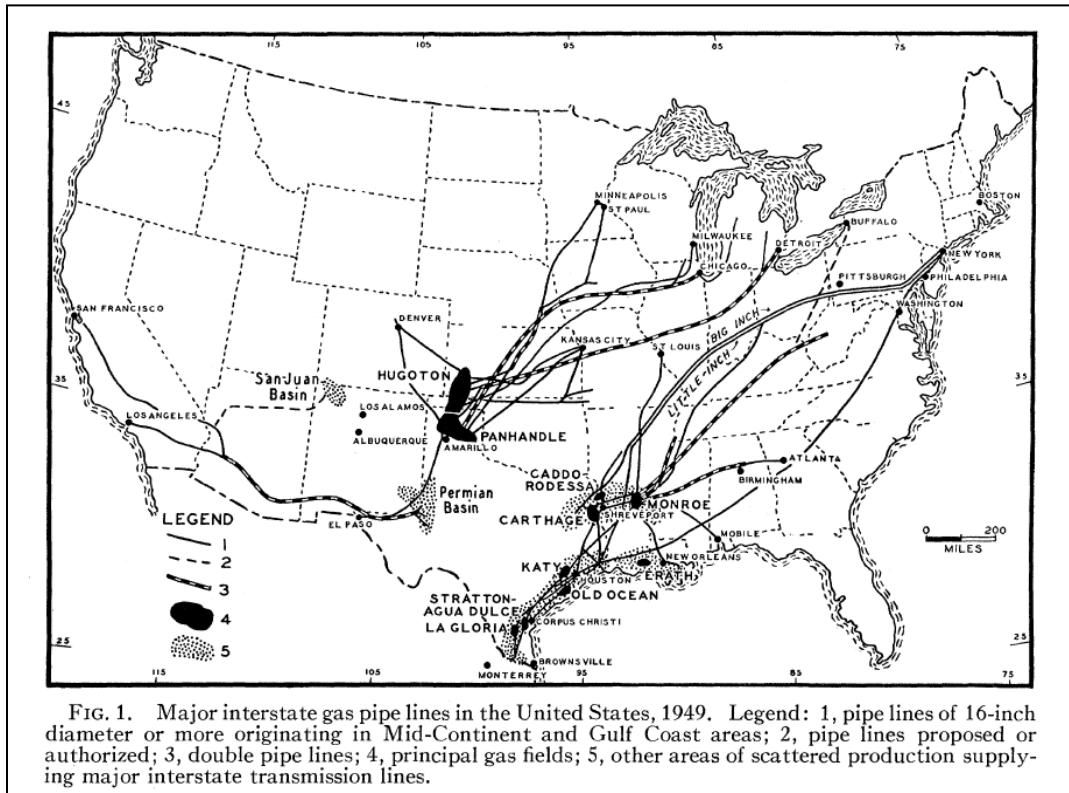 115
105
95
85
75
45
MINNEAPOLIS
ST PAUL
BOSTON
BUFFALO
MILWAUKEE
DETROIT
CHICAGO
NEW YORK
PITTSBURGH
PHILADELPHIA
WASHINGTON
SAN FRANCISCO
DENVER
BIG INCH
LITTLE-INCH
KANSAS CITY
ST LOUIS
HUGOTON
35
35
San Juan
Basin
LOS ANGELES
LOS ALAMOS
ALBUQUERQUE
AMARILLO
PANHANDLE
ATLANTA
BIRMINGHAM
CADDO-
RODESSA
MONROE
SHREVEPORT
CARTHAGE
Permian
Basin
EL PASO
LEGEND
1
2
3
4
5
MOBILE
0 200
MILES
NEW ORLEANS
KATY
HOUSTON
ERATH
OLD OCEAN
STRATTON-
AGUA DULCE
LA GLORIA
CORPUS CHRISTI
BROWNSVILLE
MONTERREY
25
25
115
105
95
85
75
FIG. 1. Major interstate gas pipe lines in the United States, 1949. Legend: 1, pipe lines of 16-inch
diameter or more originating in Mid-Continent and Gulf Coast areas; 2, pipe lines proposed or
authorized; 3, double pipe lines; 4, principal gas fields; 5, other areas of scattered production supply-
ing major interstate transmission lines.